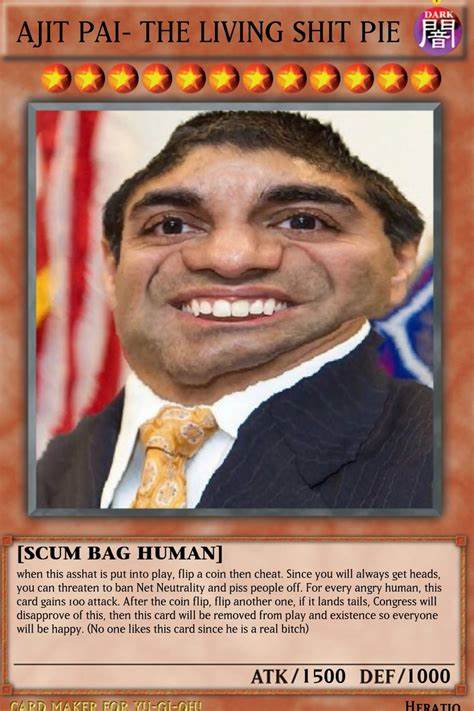 AJIT PAI- THE LIVING SHIT PIE
DARK
闇
[SCUM BAG HUMAN]
when this asshat is put into play, flip a coin then cheat. Since you will always get heads,
you can threaten to ban Net Neutrality and piss people off. For every angry human, this
card gains 100 attack. After the coin flip, flip another one, if it lands tails, Congress will
disapprove of this, then this card will be removed from play and existence so everyone
will be happy. (No one likes this card since he is a real bitch)
ATK/1500 DEF/1000
CARD MAKER FOR YU-GI-OH! HERATIO